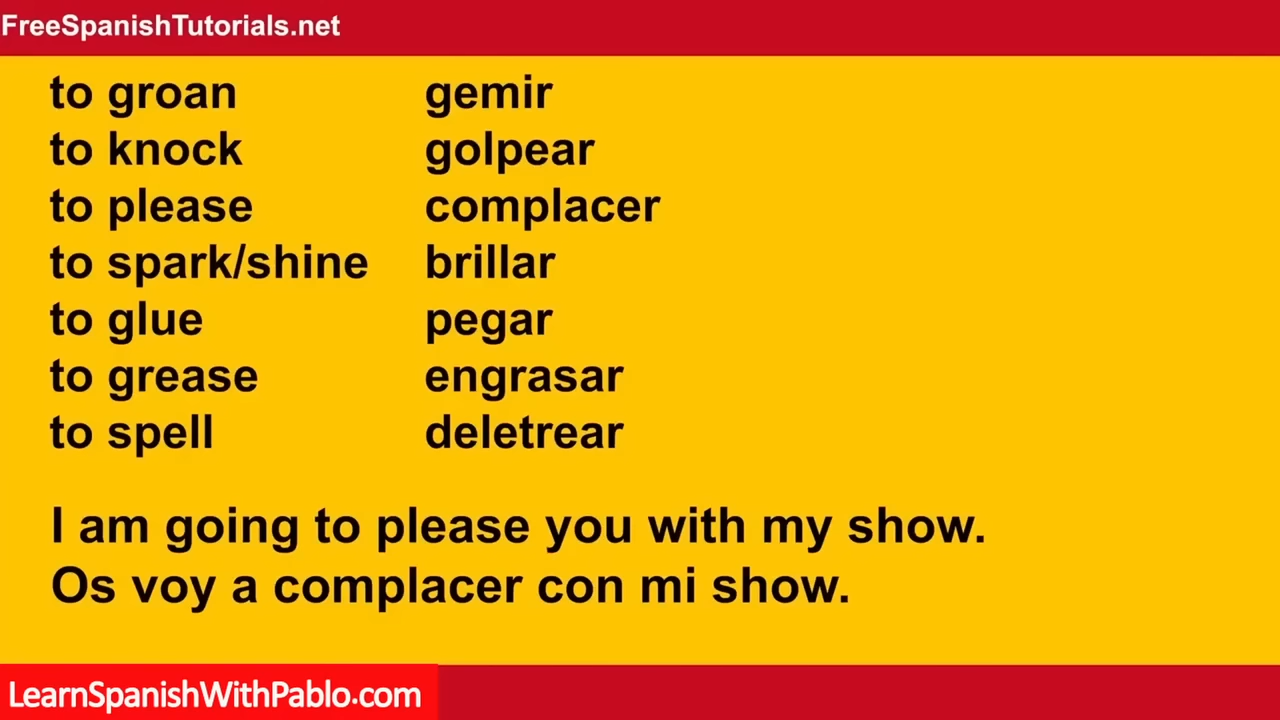 FreeSpanishTutorials.net
to groan gemir
to knock golpear
to please complacer
to spark/shine brillar
to glue pegar
to grease engrasar
to spell deletrear
I am going to please you with my show.
Os voy a complacer con mi show.
LearnSpanishWithPablo.com